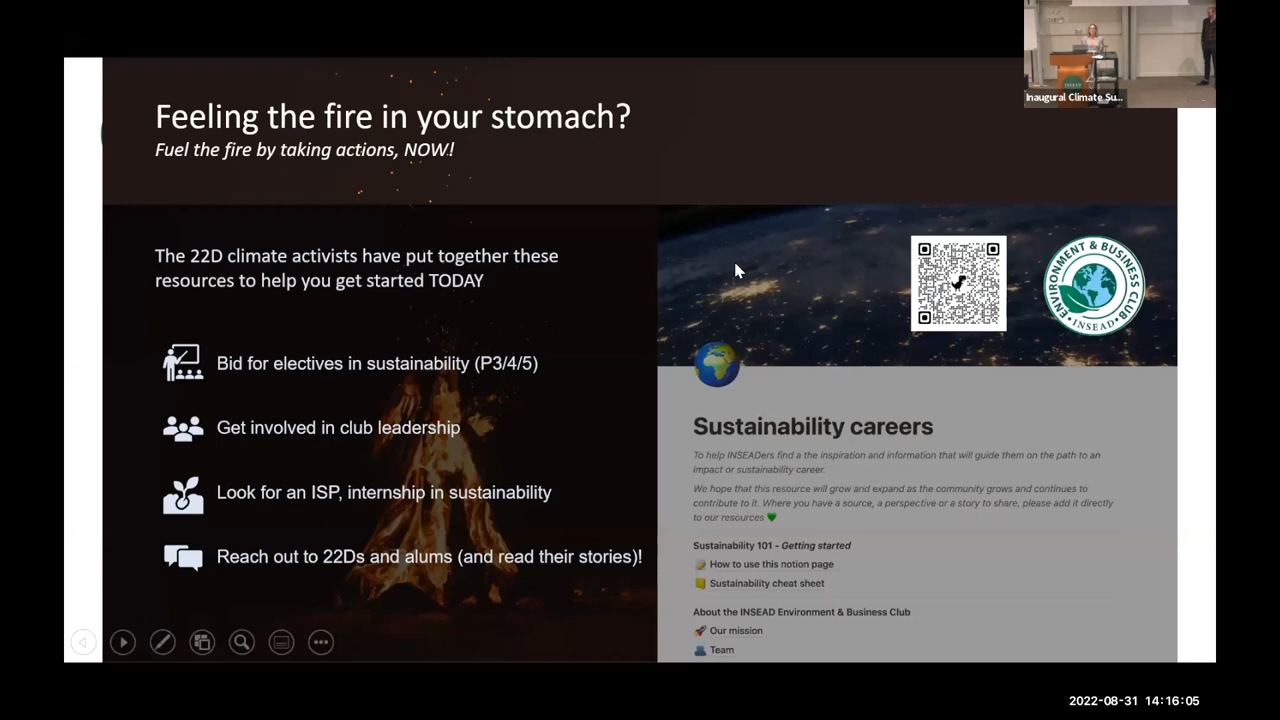 Feeling the fire in your stomach?
Fuel the fire by taking actions, NOW!
Inaugural Climate Su...
The 22D climate activists have put together these
resources to help you get started TODAY
Bid for electives in sustainability (P3/4/5)
Get involved in club leadership
Look for an ISP, internship in sustainability
Reach out to 22Ds and alums (and read their stories)!
ENVIRONMENT & BUSINESS CLUB
• INSEAD •
Sustainability careers
To help INSEADers find a the inspiration and information that will guide them on the path to an
impact or sustainability career.
We hope that this resource will grow and expand as the community grows and continues to
contribute to it. Where you have a source, a perspective or a story to share, please add it directly
to our resources 💚
Sustainability 101 - Getting started
How to use this notion page
Sustainability cheat sheet
About the INSEAD Environment & Business Club
Our mission
Team
2022-08-31 14:16:05